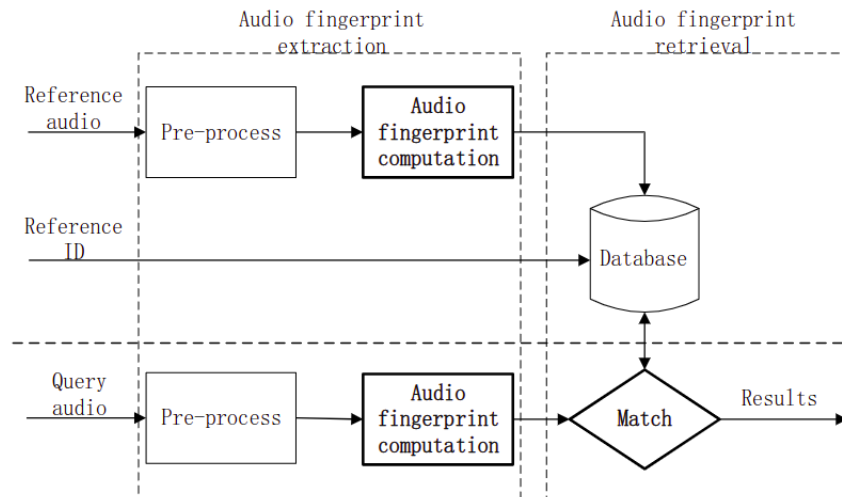 Audio fingerprint
extraction
Audio fingerprint
retrieval
Reference
audio
Pre-process
Audio
fingerprint
computation
Reference
ID
Database
Query
audio
Pre-process
Audio
fingerprint
computation
Match
Results